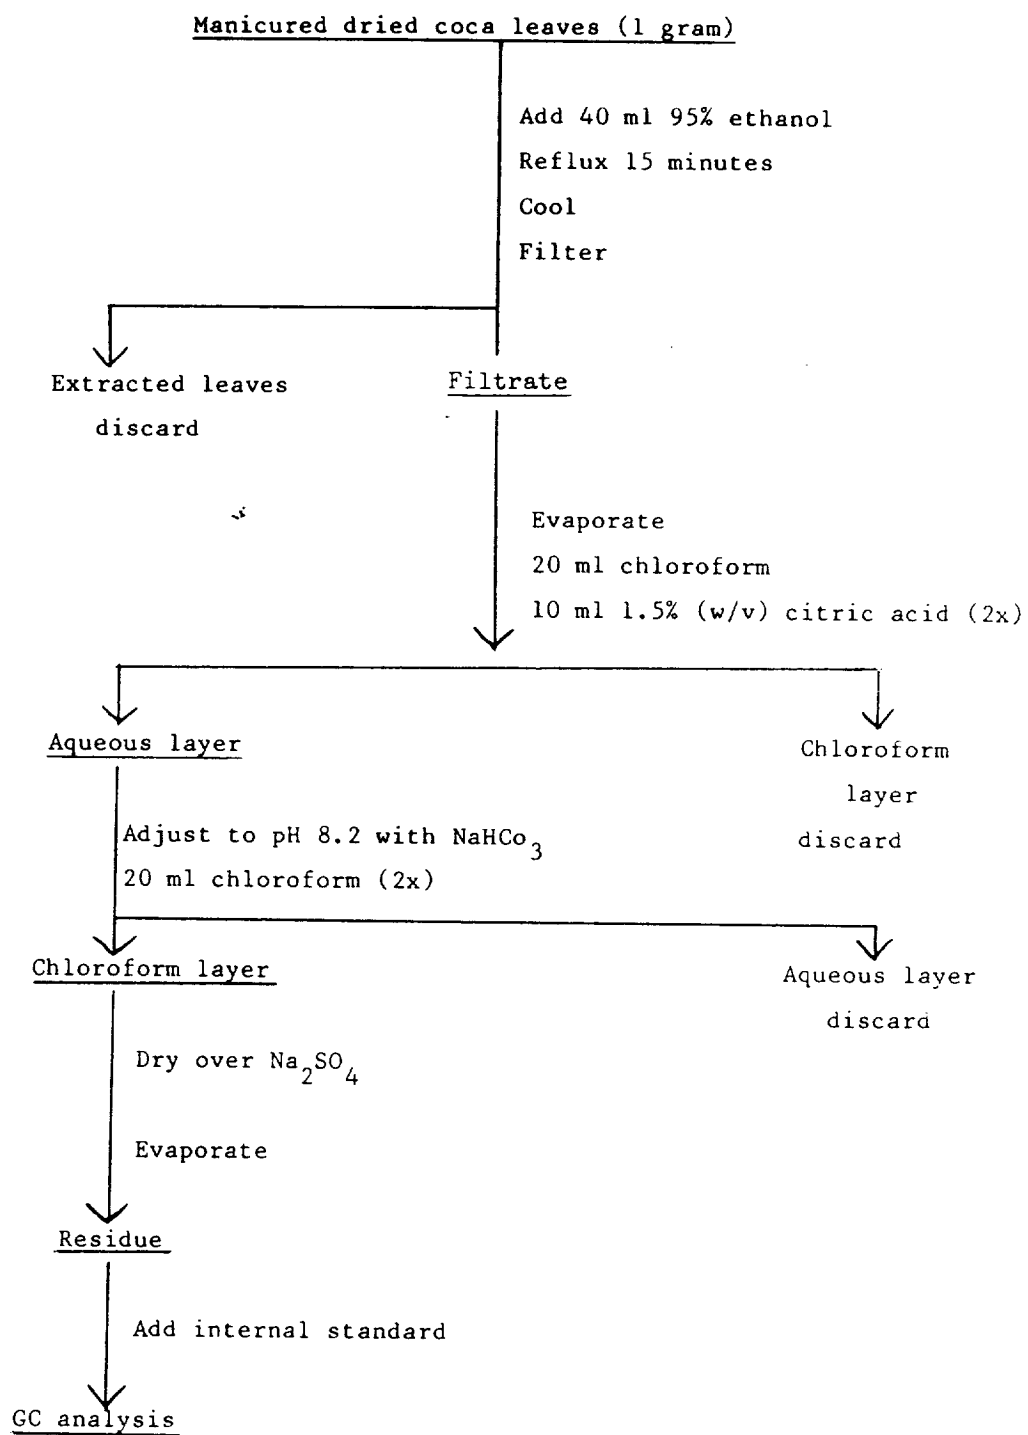 Manicured dried coca leaves (1 gram)
Add 40 ml 95% ethanol
Reflux 15 minutes
Cool
Filter
Extracted leaves
discard
Filtrate
Evaporate
20 ml chloroform
10 ml 1.5% (w/v) citric acid (2x)
Aqueous layer
Chloroform
layer
discard
Adjust to pH 8.2 with NaHCo₃
20 ml chloroform (2x)
Chloroform layer
Aqueous layer
discard
Dry over Na₂SO₄
Evaporate
Residue
Add internal standard
GC analysis